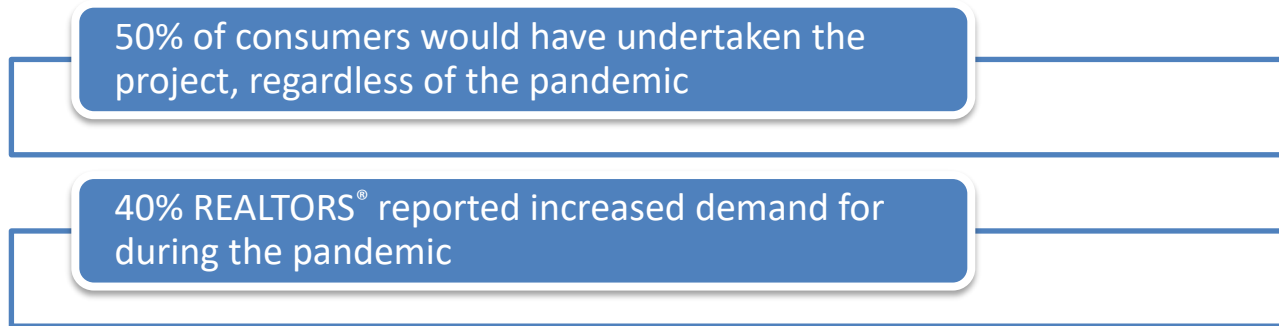 50% of consumers would have undertaken the
project, regardless of the pandemic
40% REALTORS® reported increased demand for
during the pandemic